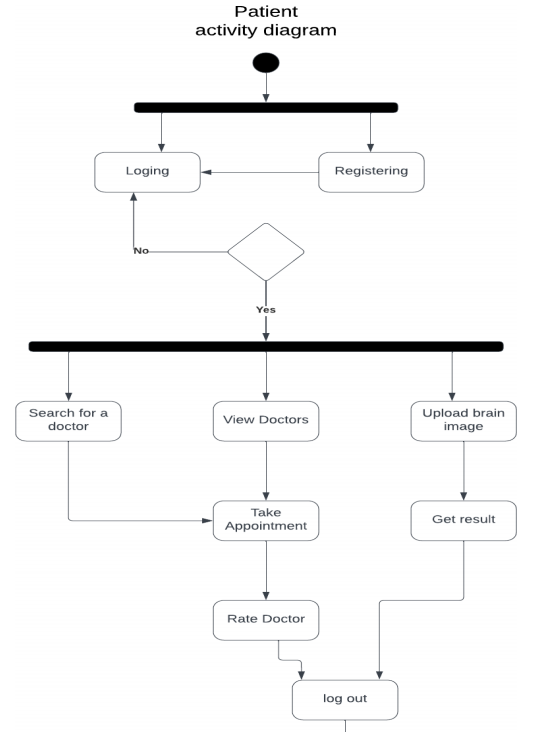 Patient
activity diagram
Loging
Registering
No
Yes
Search for a
doctor
View Doctors
Upload brain
image
Take
Appointment
Get result
Rate Doctor
log out